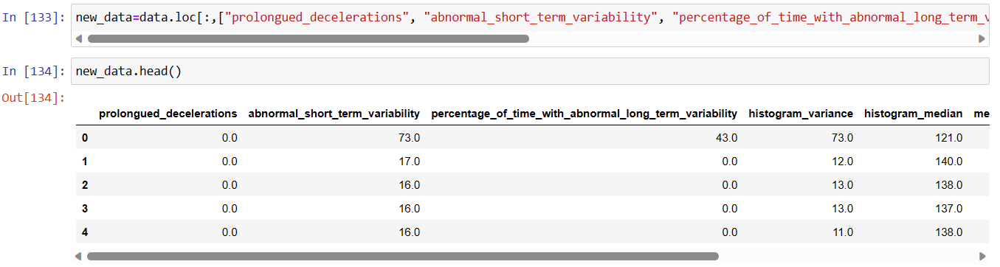 In [133]: new_data=data.loc[:,["prolongued_decelerations", "abnormal_short_term_variability", "percentage_of_time_with_abnormal_long_term_v
In [134]: new_data.head()
Out[134]:
prolongued_decelerations abnormal_short_term_variability percentage_of_time_with_abnormal_long_term_variability histogram_variance histogram_median me
0 0.0 73.0 43.0 73.0 121.0
1 0.0 17.0 0.0 12.0 140.0
2 0.0 16.0 0.0 13.0 138.0
3 0.0 16.0 0.0 13.0 137.0
4 0.0 16.0 0.0 11.0 138.0